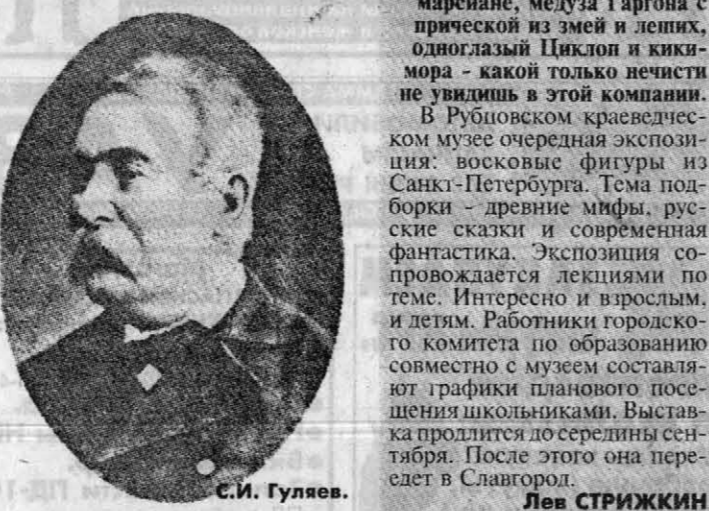 марсиане, медуза Гаргона с
прической из змей и леших,
одноглазый Циклоп и кики-
мора - какой только нечисти
не увидишь в этой компании.
В Рубцовском краеведчес-
ком музее очередная экспози-
ция: восковые фигуры из
Санкт-Петербурга. Тема под-
борки - древние мифы, рус-
ские сказки и современная
фантастика. Экспозиция со-
провождается лекциями по
теме. Интересно и взрослым,
и детям. Работники городско-
го комитета по образованию
совместно с музеем составля-
ют графики планового посе-
щения школьниками. Выстав-
ка продлится до середины сен-
тября. После этого она пере-
едет в Славгород.
Лев СТРИЖКИН
С.И. Гуляев.